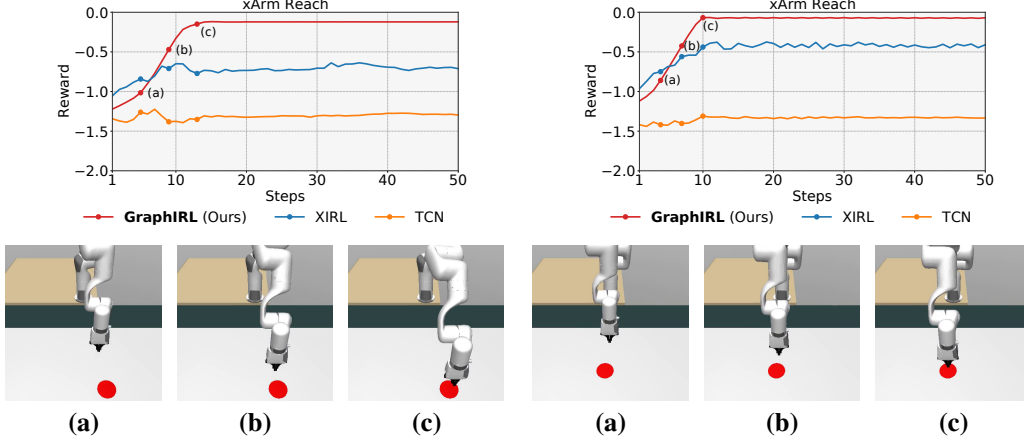 xArm Reach
0.0
−0.5
−1.0
−1.5
−2.0
Reward
(a)
(b)
(c)
1
10
20
30
40
50
Steps
GraphIRL (Ours)
XIRL
TCN
(a)
(b)
(c)
xArm Reach
0.0
−0.5
−1.0
−1.5
−2.0
Reward
(a)
(b)
(c)
1
10
20
30
40
50
Steps
GraphIRL (Ours)
XIRL
TCN
(a)
(b)
(c)